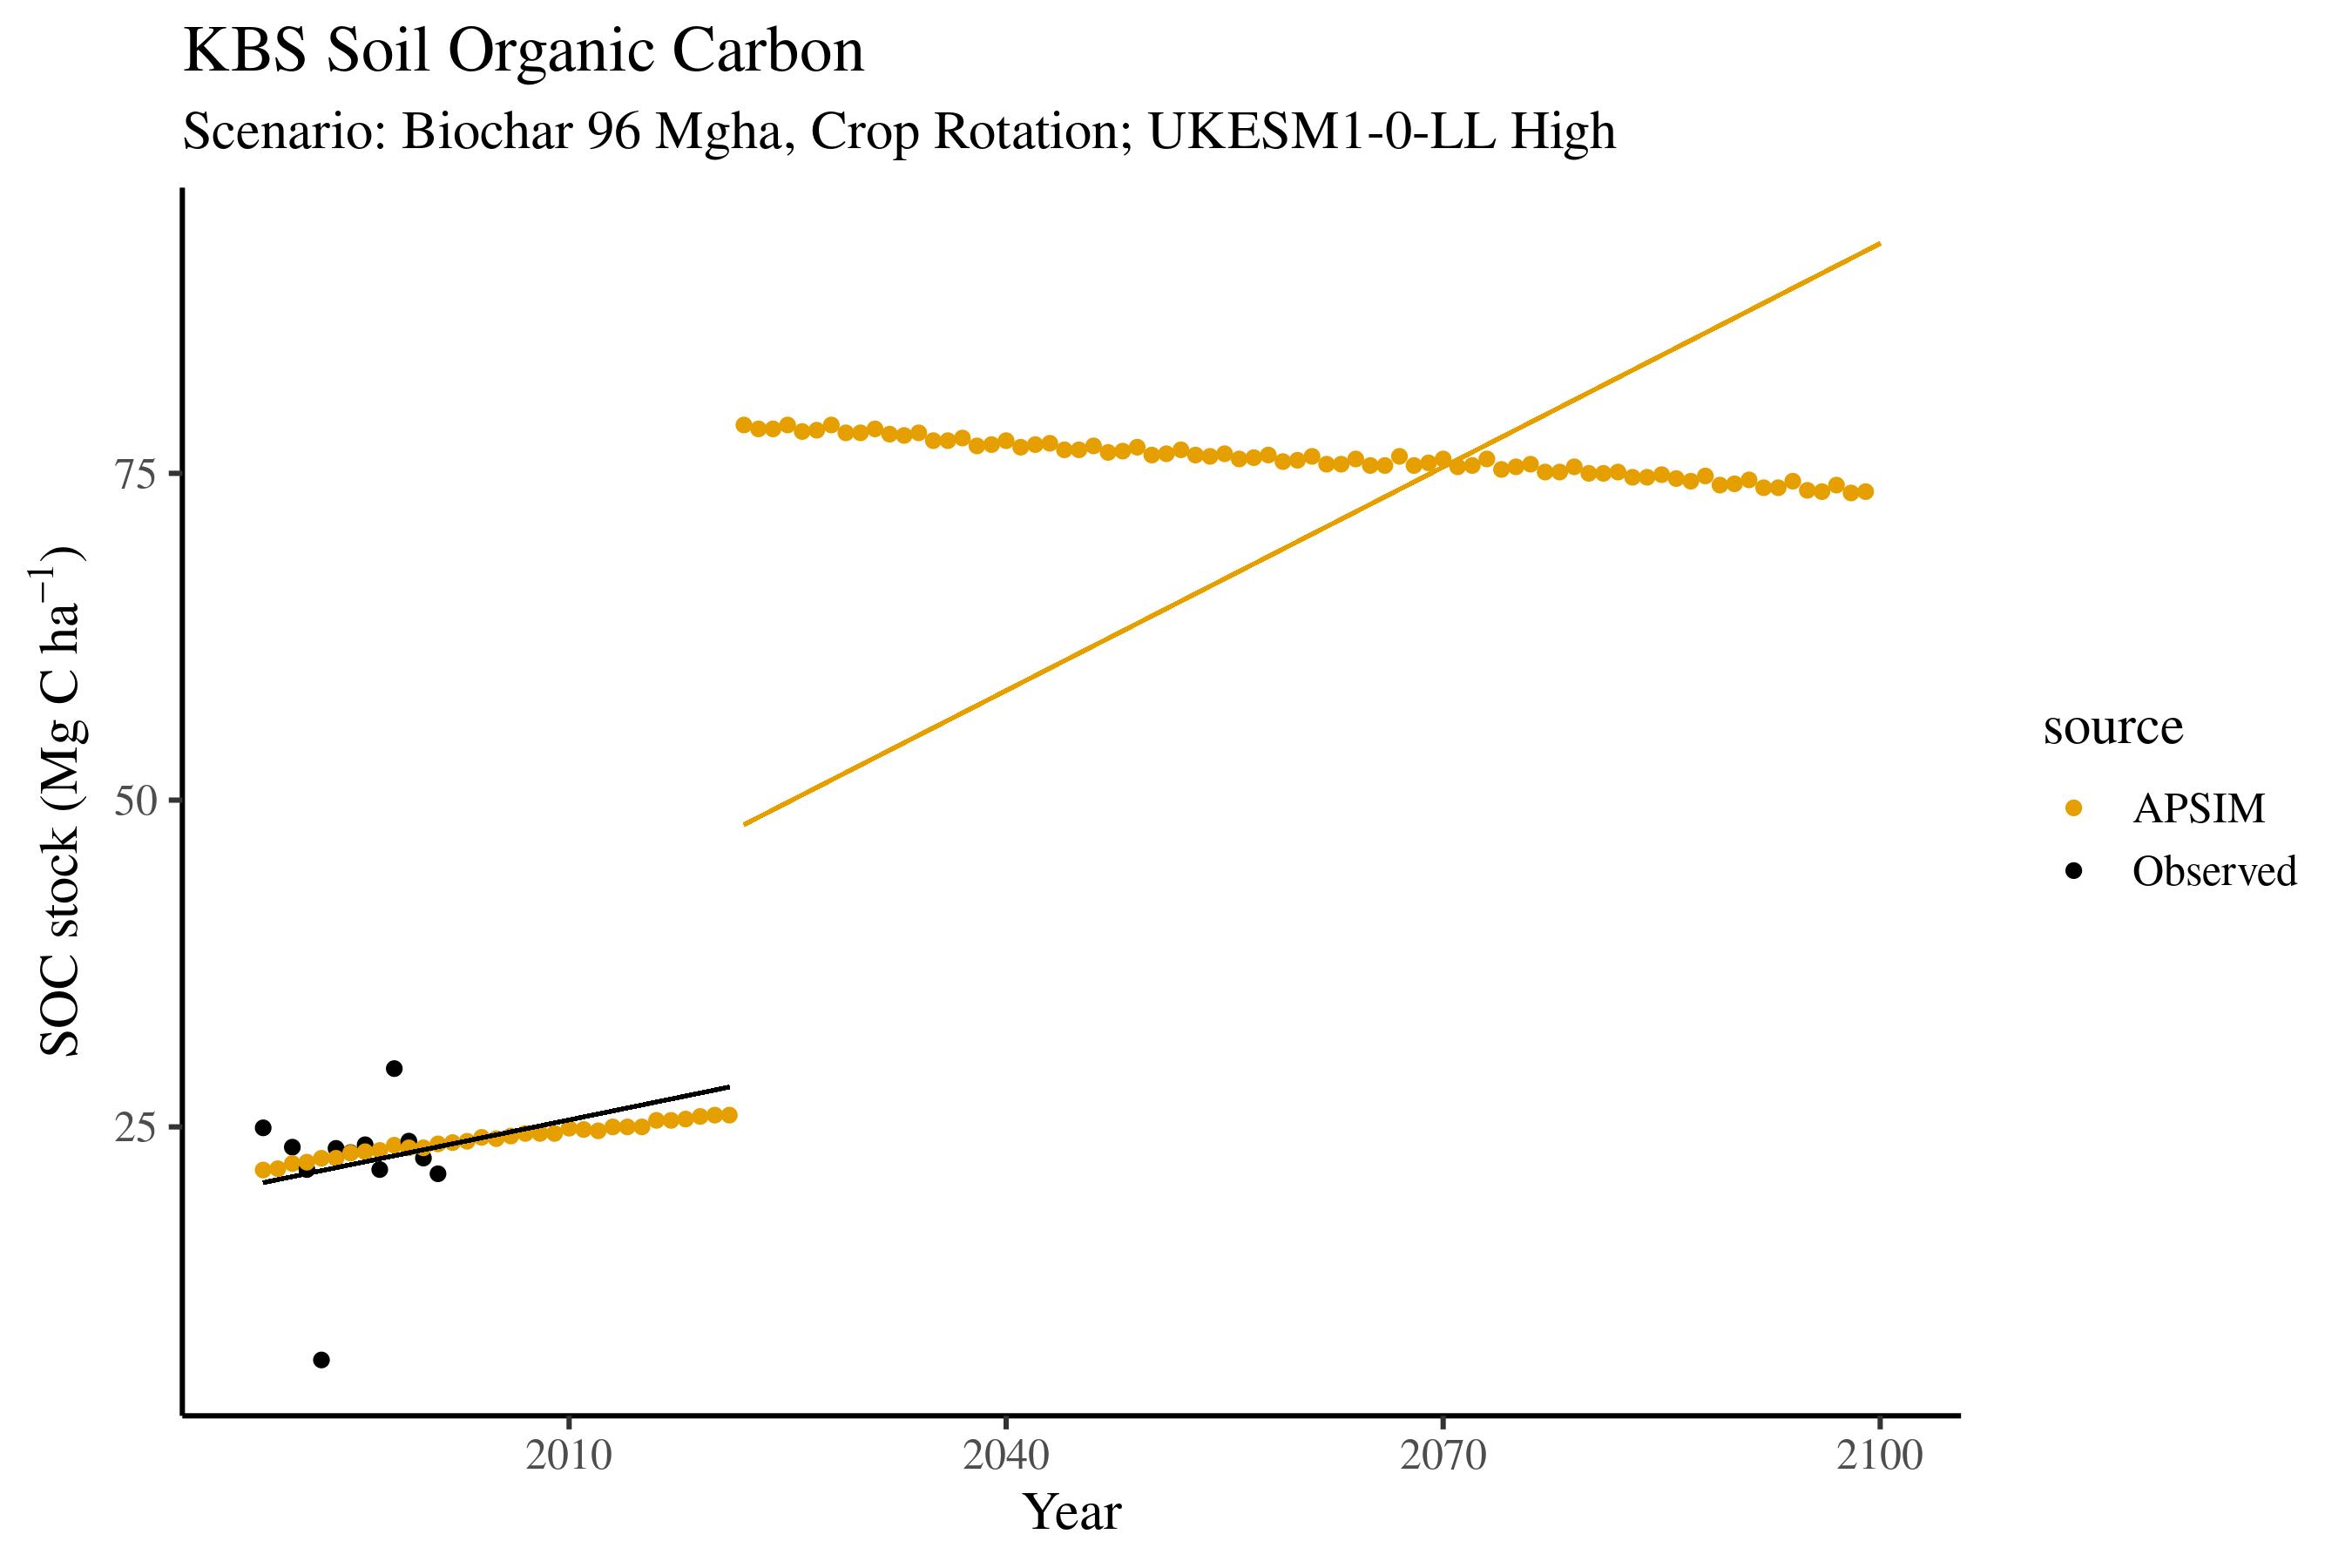 KBS Soil Organic Carbon
Scenario: Biochar 96 Mgha, Crop Rotation; UKESM1-0-LL High
SOC stock (Mg C ha⁻¹)
75
50
25
2010 2040 2070 2100
Year
source
APSIM
Observed